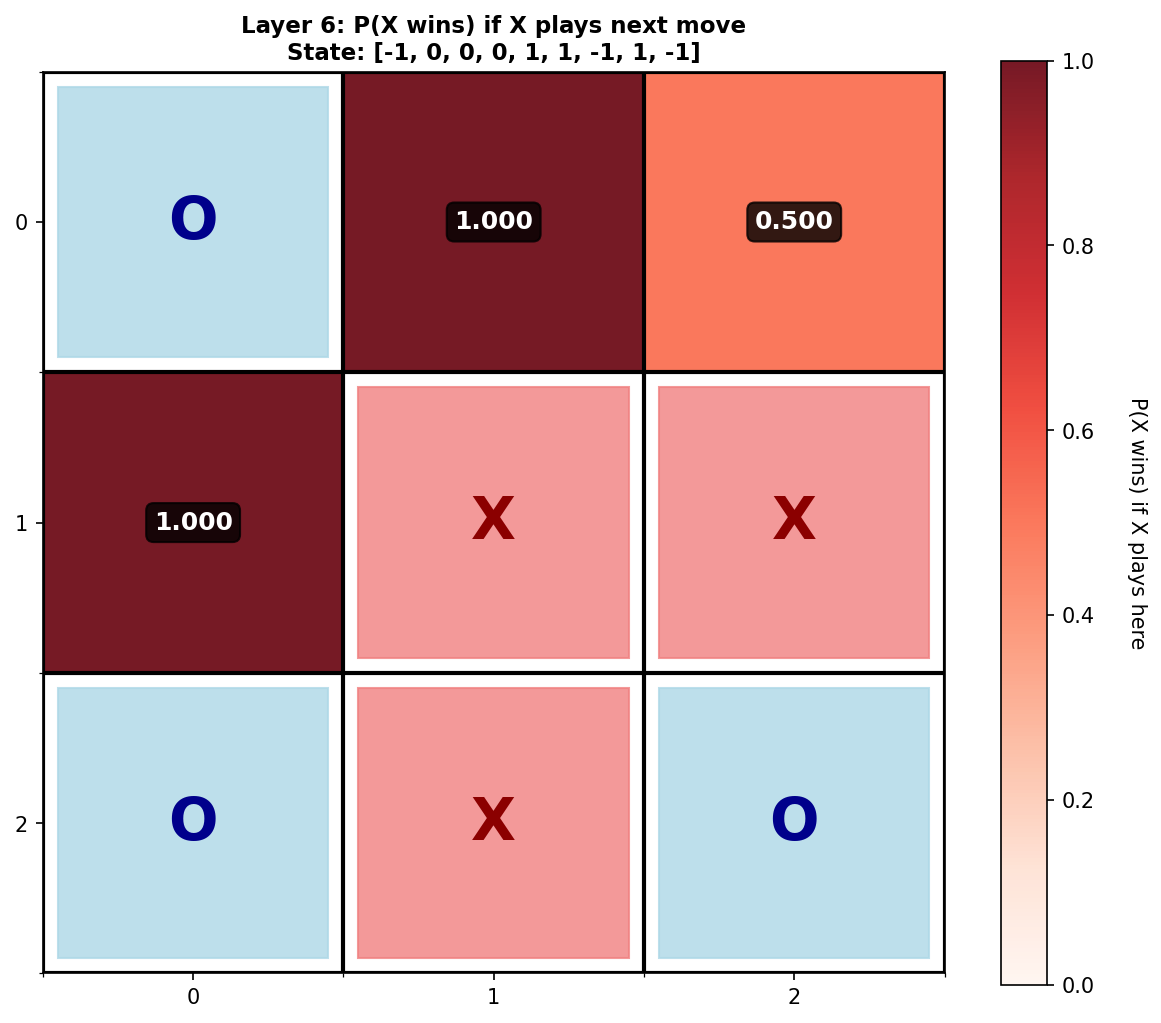 Layer 6: P(X wins) if X plays next move
State: [-1, 0, 0, 0, 1, 1, -1, 1, -1]
1.0
0.8
0.6
0.4
0.2
0.0
P(X wins) if X plays here
0
O
1.000
0.500
1
1.000
X
X
2
O
X
O
0
1
2